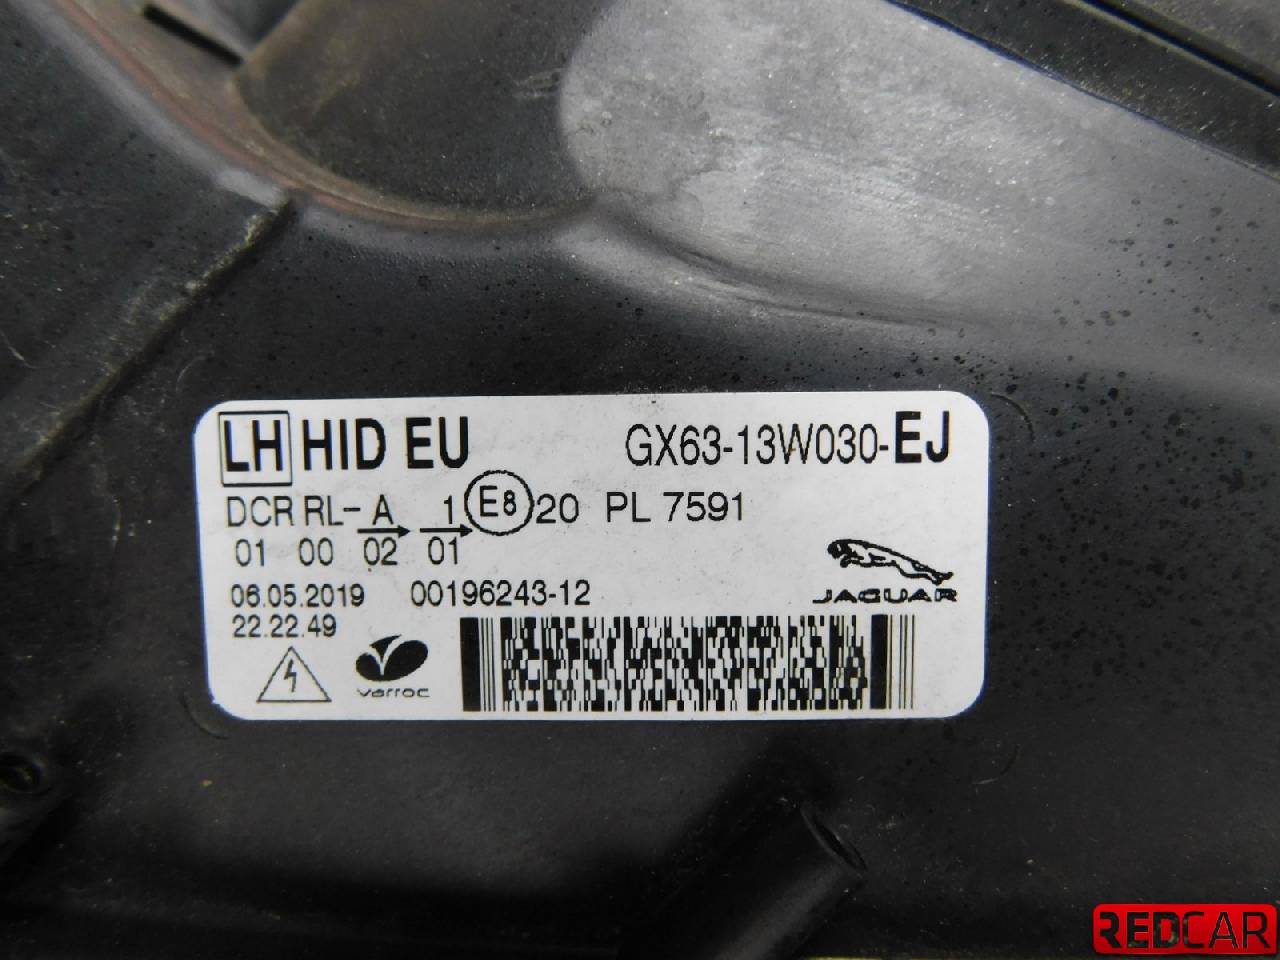 LH HID EU GX63-13W030-EJ
DCR RL- A 1 E8 20 PL 7591
01 00 02 01
06.05.2019 00196243-12
22.22.49
JAGUAR
varroc
REDCAR